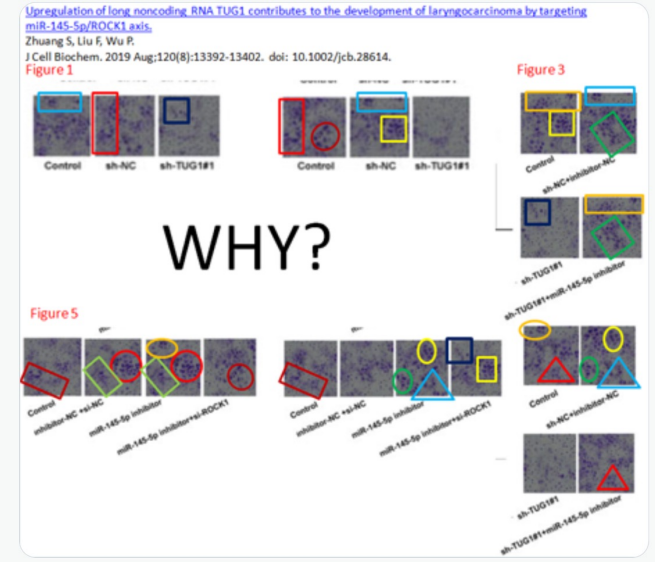 Upregulation of long noncoding RNA TUG1 contributes to the development of laryngocarcinoma by targeting
miR-145-5p/ROCK1 axis.
Zhuang S, Liu F, Wu P.
J Cell Biochem. 2019 Aug;120(8):13392-13402. doi: 10.1002/jcb.28614.
Figure 1
Figure 3
Control sh-NC sh-TUG1#1
Control sh-NC sh-TUG1
Control
sh-NC+inhibitor-NC
WHY?
sh-TUG1#1
sh-TUG1#1+miR-145-5p inhibitor
Figure 5
Control
inhibitor-NC +si-NC
miR-145-5p inhibitor
miR-145-5p inhibitor+si-ROCK1
Control
inhibitor-NC +si-NC
miR-145-5p inhibitor
miR-145-5p inhibitor+si-ROCK1
Control
sh-NC+inhibitor-NC
sh-TUG1#1
sh-TUG1#1+miR-145-5p inhibitor